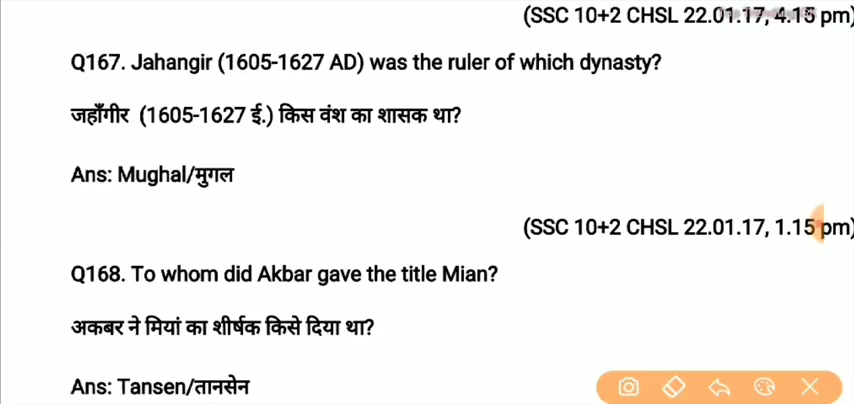 (SSC 10+2 CHSL 22.01.17, 4.15 pm)
Q167. Jahangir (1605-1627 AD) was the ruler of which dynasty?
जहाँगीर (1605-1627 ई.) किस वंश का शासक था?
Ans: Mughal/मुगल
(SSC 10+2 CHSL 22.01.17, 1.15 pm)
Q168. To whom did Akbar gave the title Mian?
अकबर ने मियां का शीर्षक किसे दिया था?
Ans: Tansen/तानसेन